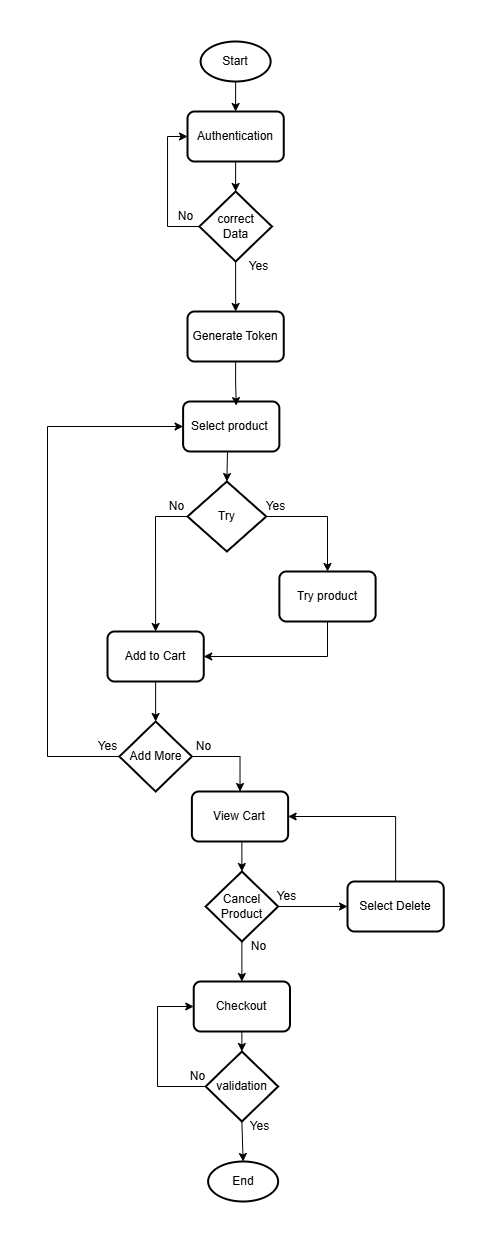 Start
Authentication
correct
Data
No
Yes
Generate Token
Select product
Try
No
Yes
Try product
Add to Cart
Add More
Yes
No
View Cart
Cancel
Product
Yes
Select Delete
No
Checkout
No
validation
Yes
End